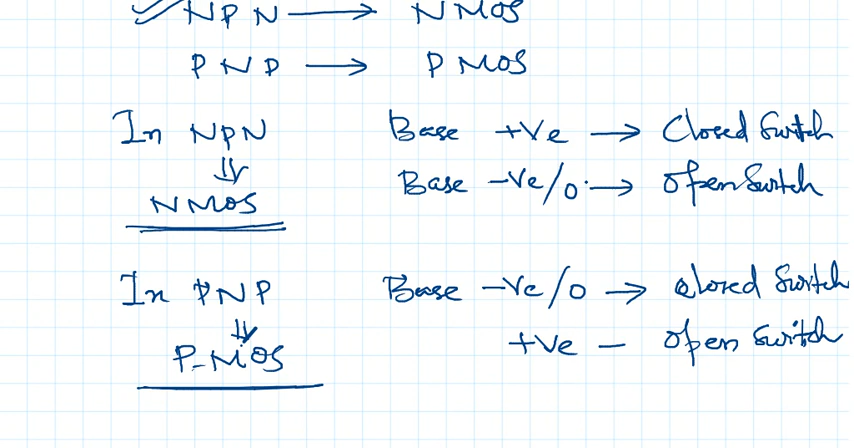 NPN → NMOS
PNP → PMOS
In NPN Base +Ve → Closed Switch
⇓ Base -Ve/0 → Open Switch
NMOS
In PNP Base -Ve/0 → closed Switch
⇓ +Ve - open switch
P-MOS